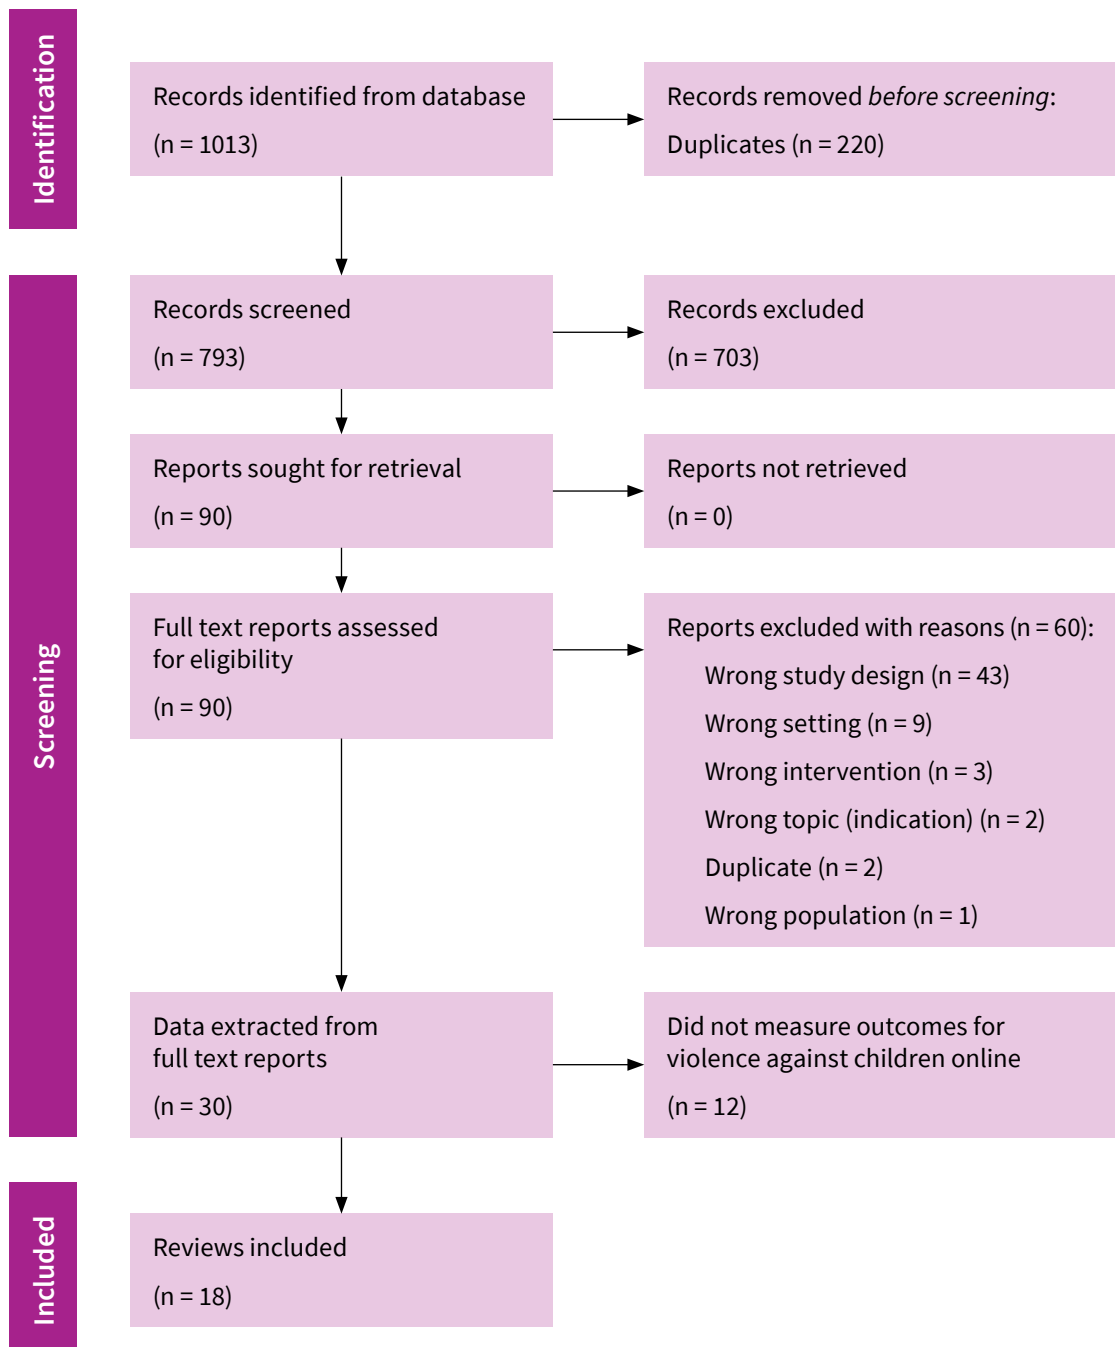 Identification
Records identified from database
(n = 1013)
Records removed before screening:
Duplicates (n = 220)
Screening
Records screened
(n = 793)
Records excluded
(n = 703)
Reports sought for retrieval
(n = 90)
Reports not retrieved
(n = 0)
Full text reports assessed
for eligibility
(n = 90)
Reports excluded with reasons (n = 60):
Wrong study design (n = 43)
Wrong setting (n = 9)
Wrong intervention (n = 3)
Wrong topic (indication) (n = 2)
Duplicate (n = 2)
Wrong population (n = 1)
Data extracted from
full text reports
(n = 30)
Did not measure outcomes for
violence against children online
(n = 12)
Included
Reviews included
(n = 18)